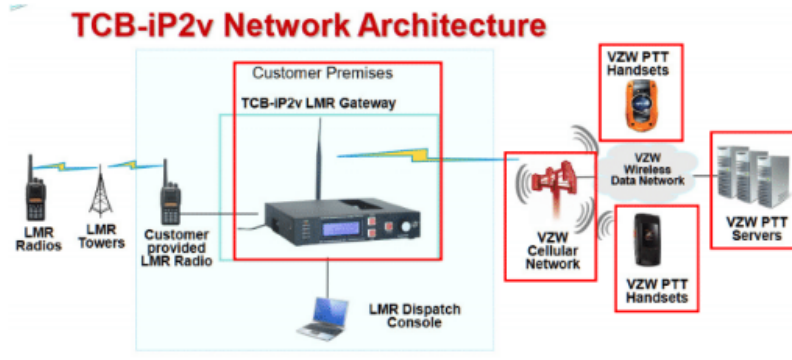 TCB-iP2v Network Architecture
Customer Premises
TCB-iP2v LMR Gateway
LMR
Radios
LMR
Towers
Customer
provided
LMR Radio
LMR Dispatch
Console
VZW
Cellular
Network
VZW PTT
Handsets
VZW
Wireless
Data Network
VZW PTT
Handsets
VZW PTT
Servers